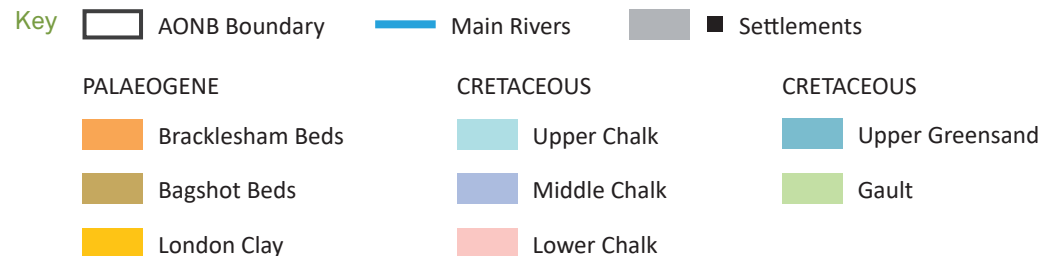 Key AONB Boundary Main Rivers Settlements
PALAEOGENE CRETACEOUS CRETACEOUS
Bracklesham Beds Upper Chalk Upper Greensand
Bagshot Beds Middle Chalk Gault
London Clay Lower Chalk